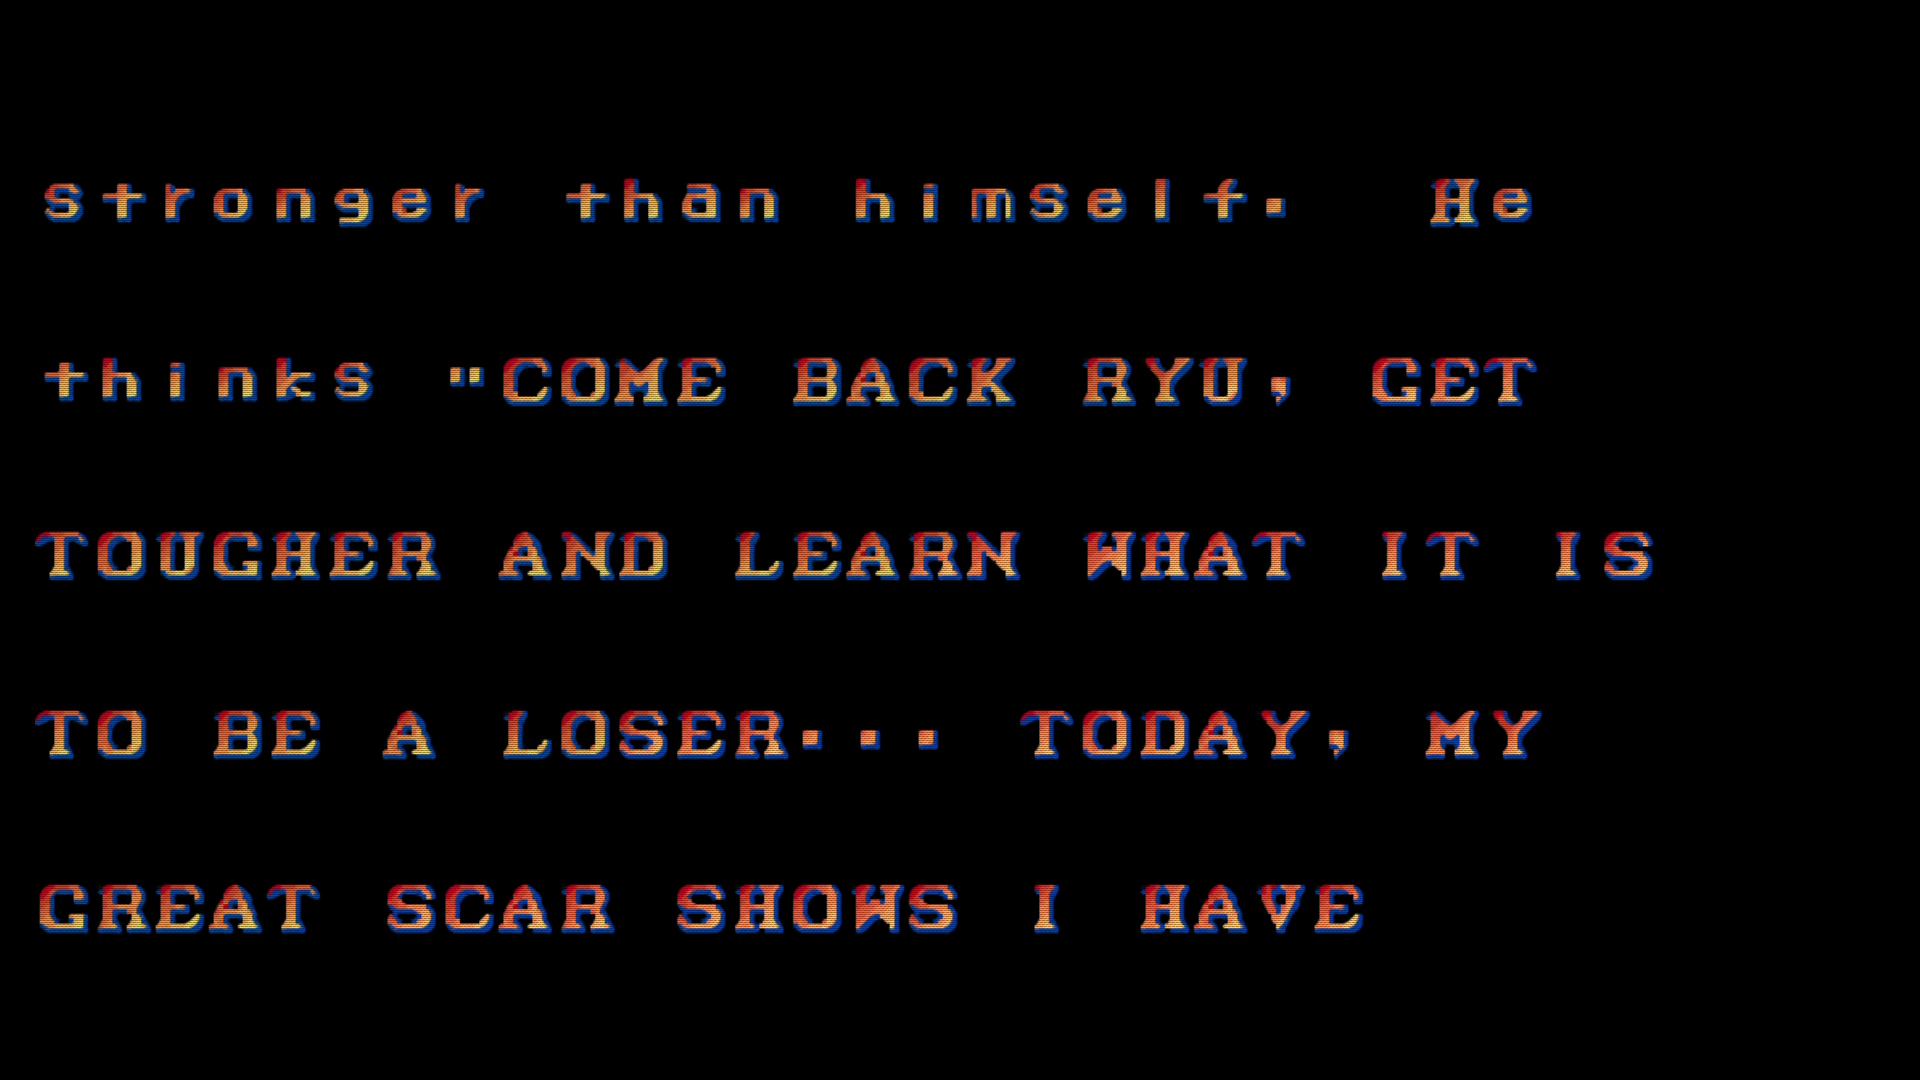 stronger than himself.  He
thinks "COME BACK RYU, GET
TOUGHER AND LEARN WHAT IT IS
TO BE A LOSER... TODAY, MY
GREAT SCAR SHOWS I HAVE